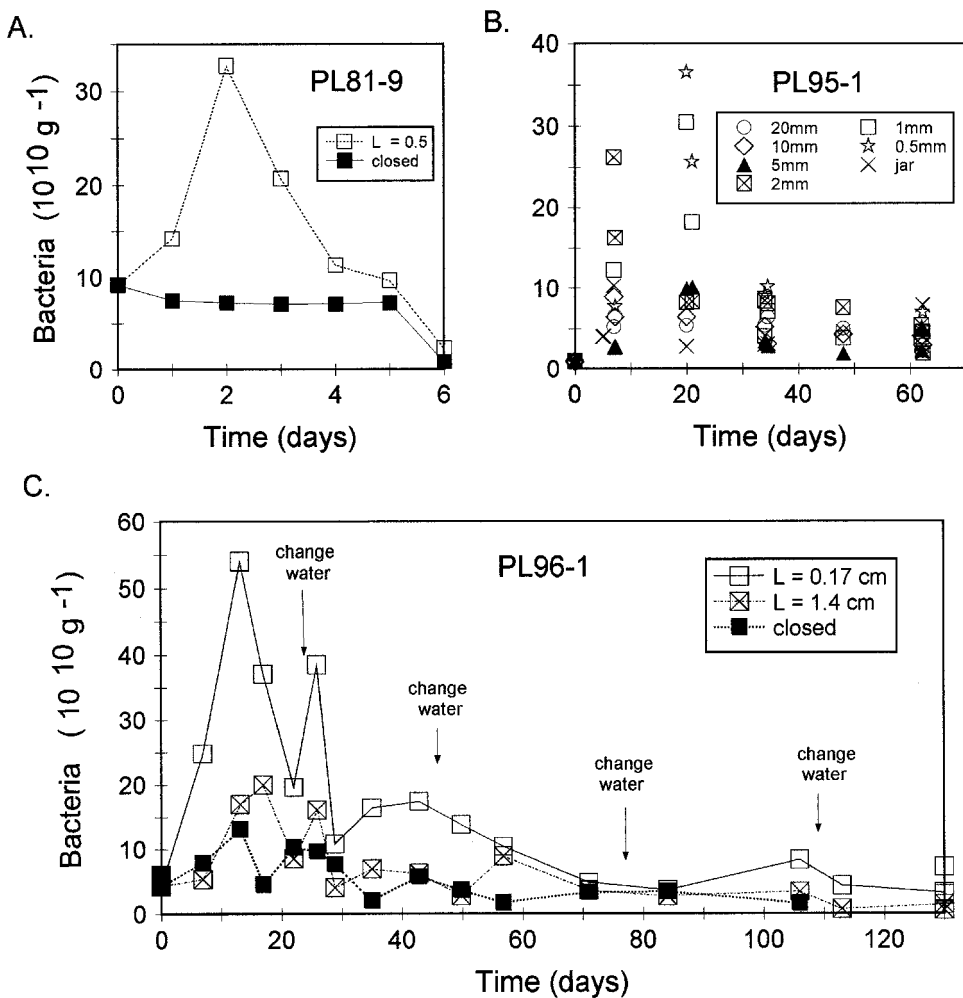 A.
PL81-9
L = 0.5
closed
30
20
10
0
Bacteria (10 10 g -1)
0 2 4 6
Time (days)
B.
PL95-1
20mm 1mm
10mm 0.5mm
5mm jar
2mm
40
30
20
10
0
0 20 40 60
Time (days)
C.
PL96-1
change
water
change
water
change
water
change
water
L = 0.17 cm
L = 1.4 cm
closed
60
50
40
30
20
10
0
Bacteria (10 10 g -1)
0 20 40 60 80 100 120
Time (days)